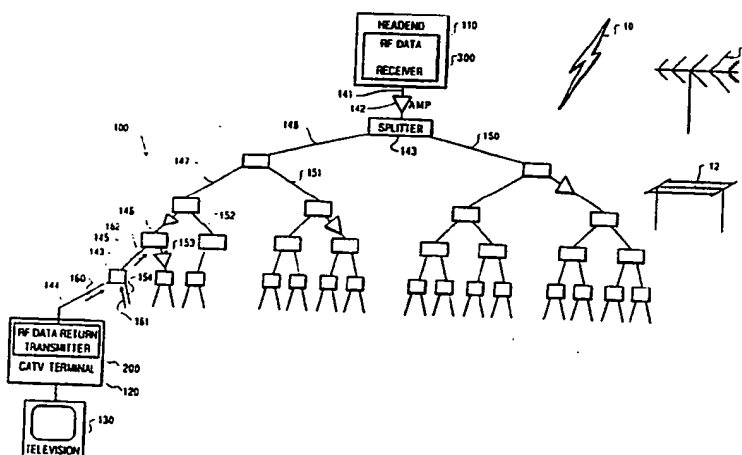 HEADEND
110
RF DATA
RECEIVER
300
10
141
142
AMP
SPLITTER
143
148
150
100
147
151
12
146
152
162
145
143
153
160
154
144
161
RF DATA RETURN
TRANSMITTER
CATV TERMINAL
200
120
130
TELEVISION